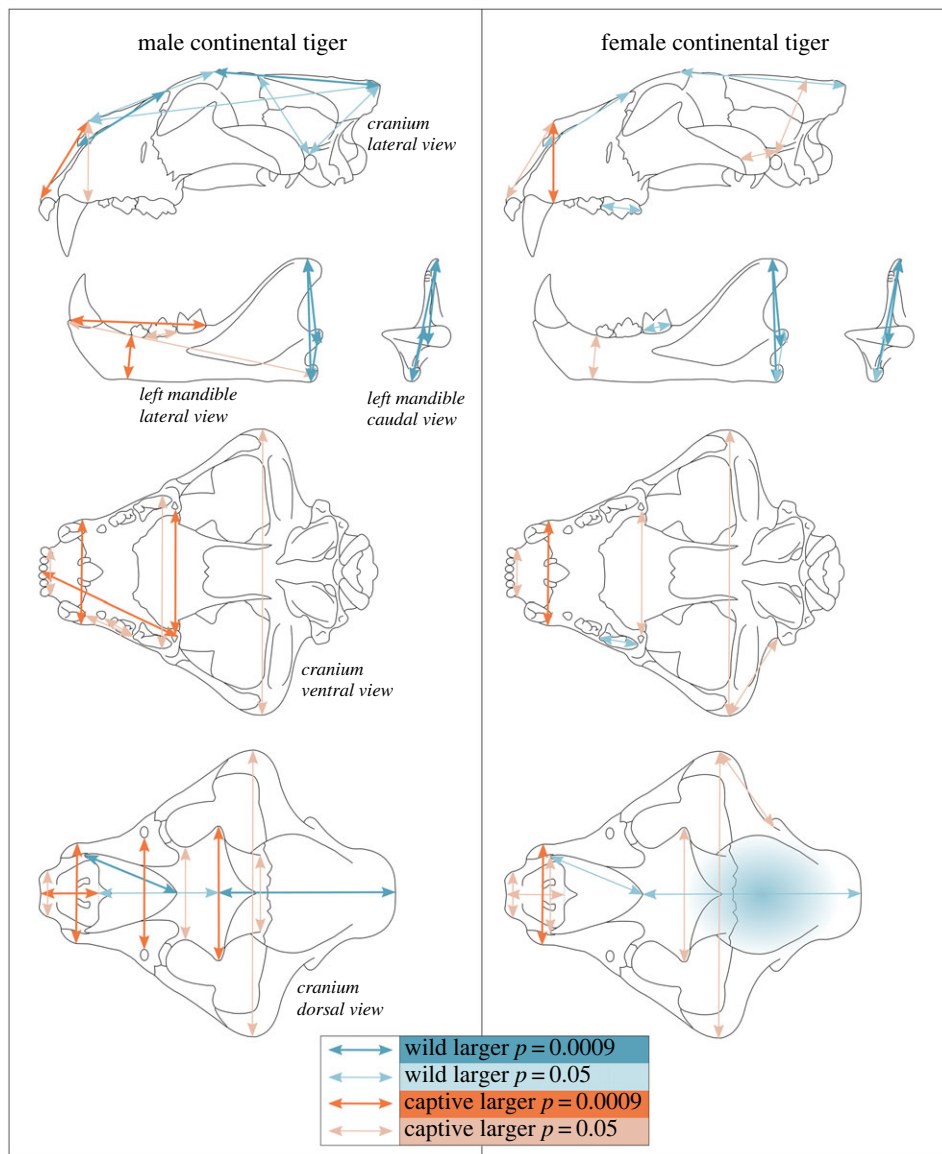 male continental tiger
female continental tiger
cranium
lateral view
left mandible
lateral view
left mandible
caudal view
cranium
ventral view
cranium
dorsal view
wild larger p = 0.0009
wild larger p = 0.05
captive larger p = 0.0009
captive larger p = 0.05